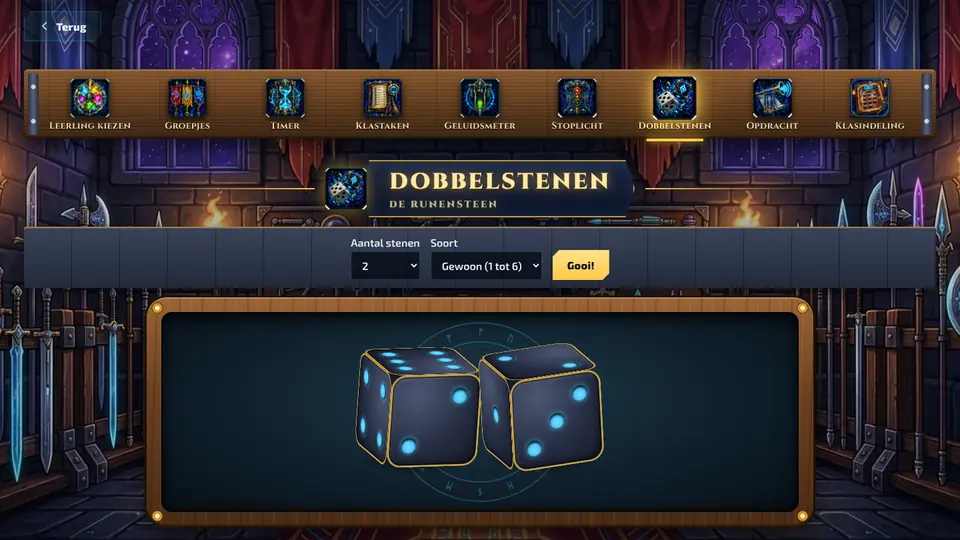 Terug
Leerling kiezen
Groepjes
Timer
Klastaken
Geluidsmeter
Stoplicht
Dobbelstenen
Opdracht
Klasindeling
DOBBELSTENEN
DE RUNENSTEEN
Aantal stenen Soort
2 Gewoon (1 tot 6) Gooi!